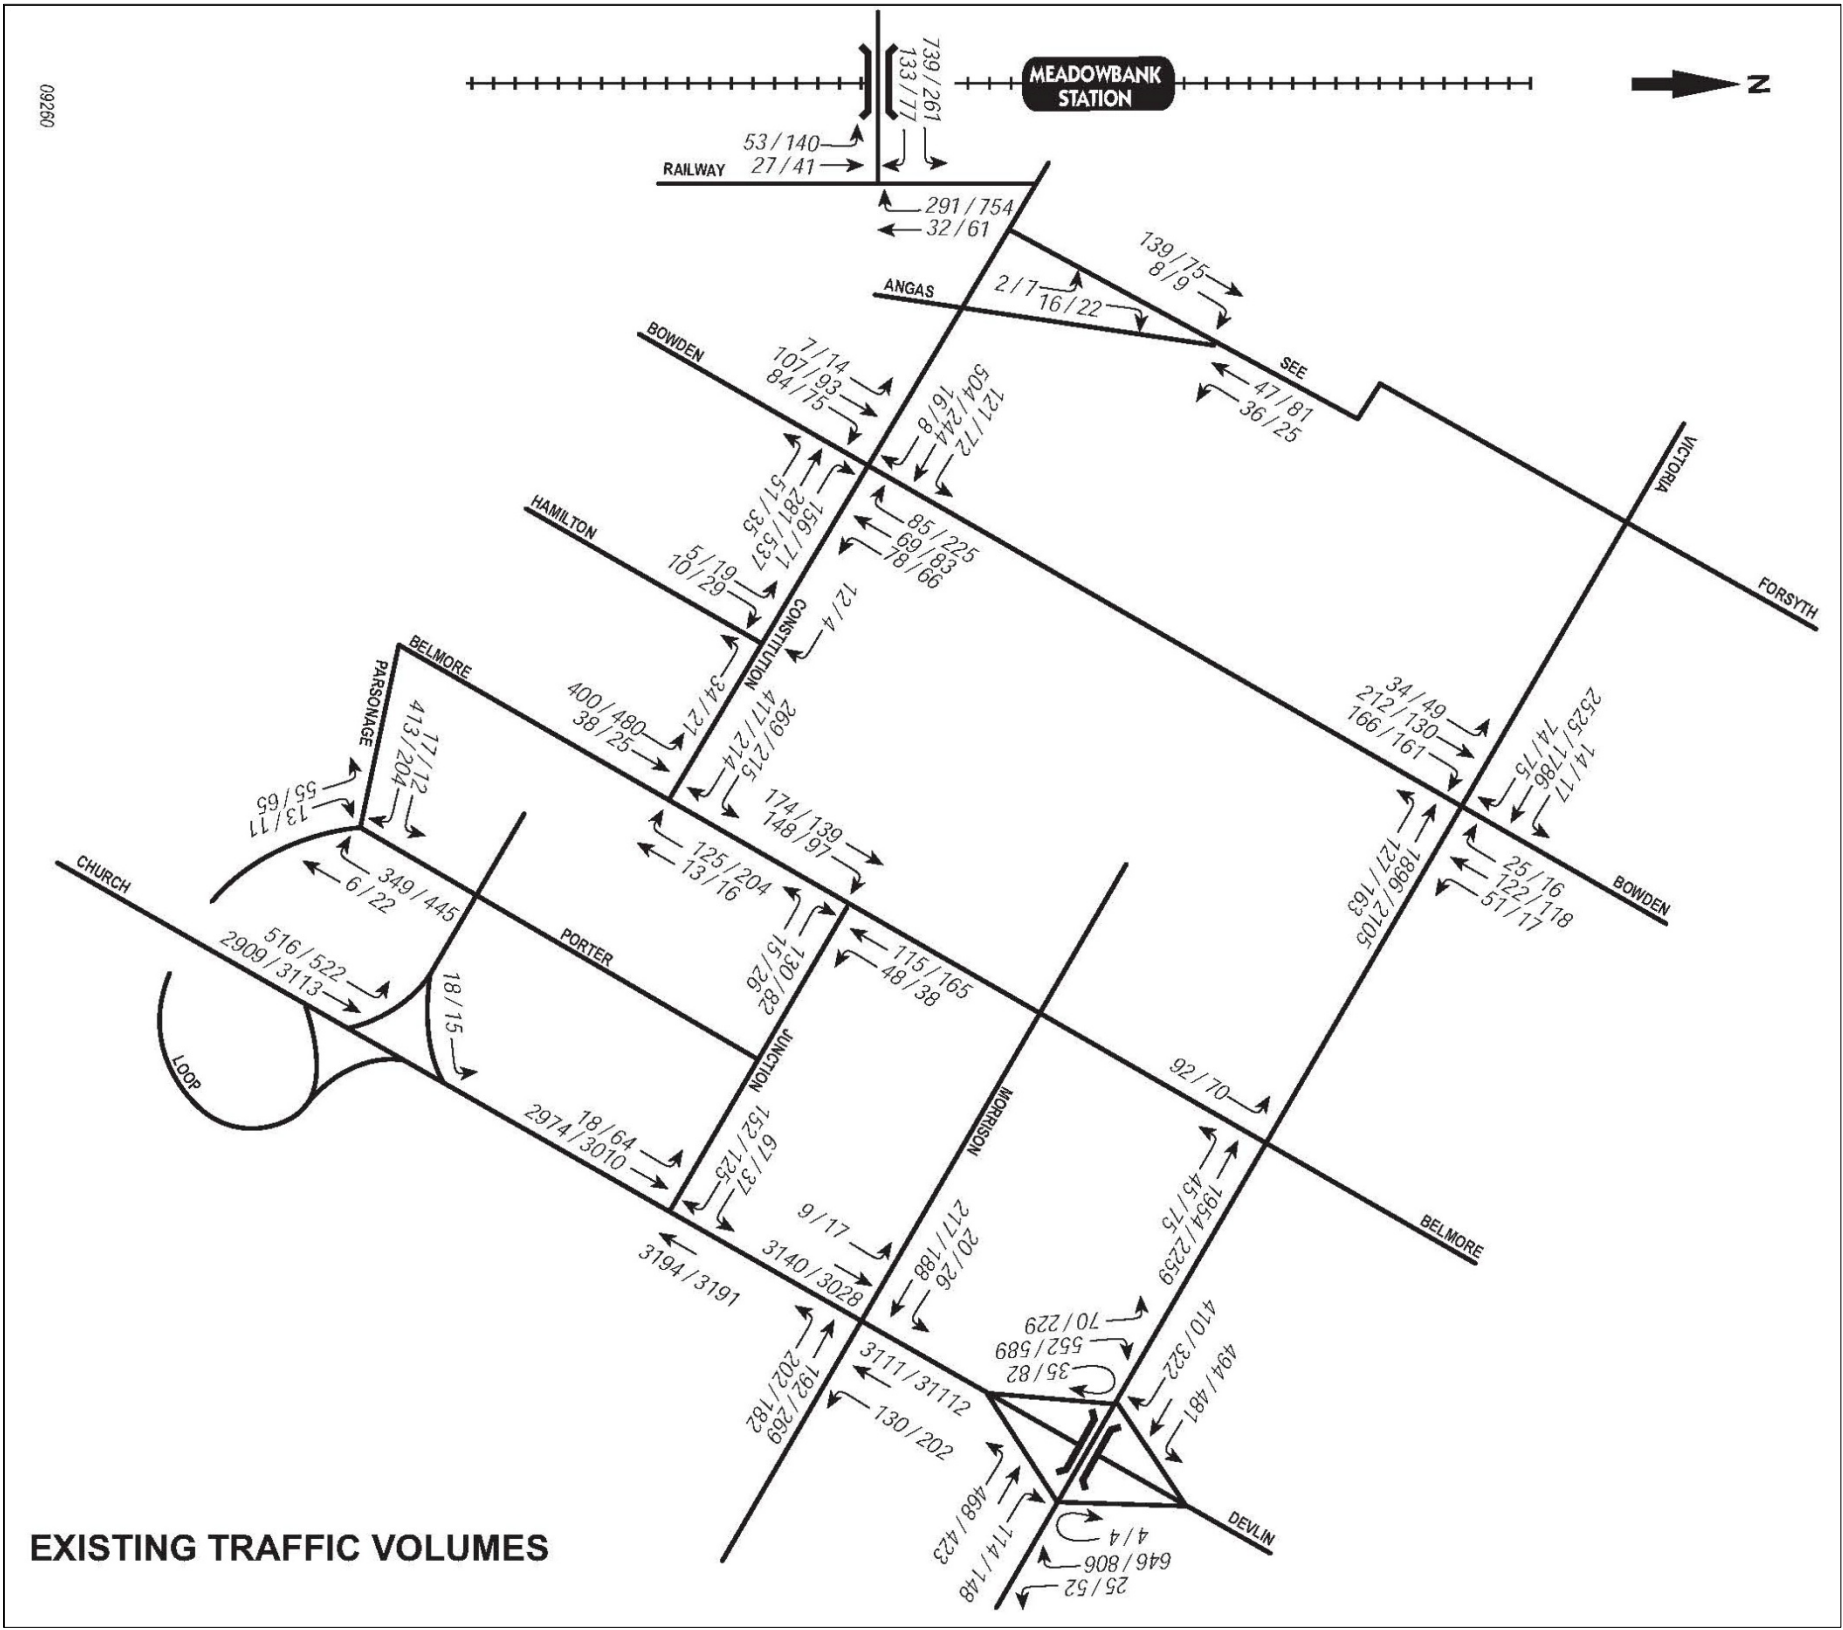 09260
739 / 261
133 / 77
MEADOWBANK
STATION
N
53 / 140
27 / 41
RAILWAY
291 / 754
32 / 61
139 / 75
8 / 9
2 / 7
16 / 22
ANGAS
SEE
47 / 81
36 / 25
BOWDEN
7 / 14
107 / 93
84 / 75
121 / 72
504 / 244
16 / 8
VICTORIA
HAMILTON
156 / 71
281 / 537
51 / 35
85 / 225
69 / 83
78 / 66
5 / 19
10 / 29
12 / 4
CONSTITUTION
FORSYTH
BELMORE
PARSONAGE
34 / 21
400 / 480
38 / 25
269 / 215
417 / 214
34 / 49
212 / 130
166 / 161
14 / 17
2525 / 1786
74 / 75
17 / 12
413 / 204
55 / 65
13 / 11
174 / 139
148 / 97
125 / 204
13 / 16
1896 / 2105
127 / 163
25 / 16
122 / 118
51 / 17
BOWDEN
CHURCH
349 / 445
6 / 22
516 / 522
2909 / 3113
PORTER
130 / 82
15 / 26
115 / 165
48 / 38
18 / 15
LOOP
JUNCTION
MORRISON
92 / 70
18 / 64
2974 / 3010
67 / 37
152 / 125
1954 / 2259
45 / 75
BELMORE
9 / 17
3140 / 3028
20 / 26
217 / 188
3194 / 3191
70 / 229
552 / 589
35 / 82
410 / 322
494 / 481
192 / 269
202 / 182
3111 / 31112
130 / 202
468 / 423
114 / 148
4 / 4
646 / 806
25 / 52
DEVLIN
EXISTING TRAFFIC VOLUMES